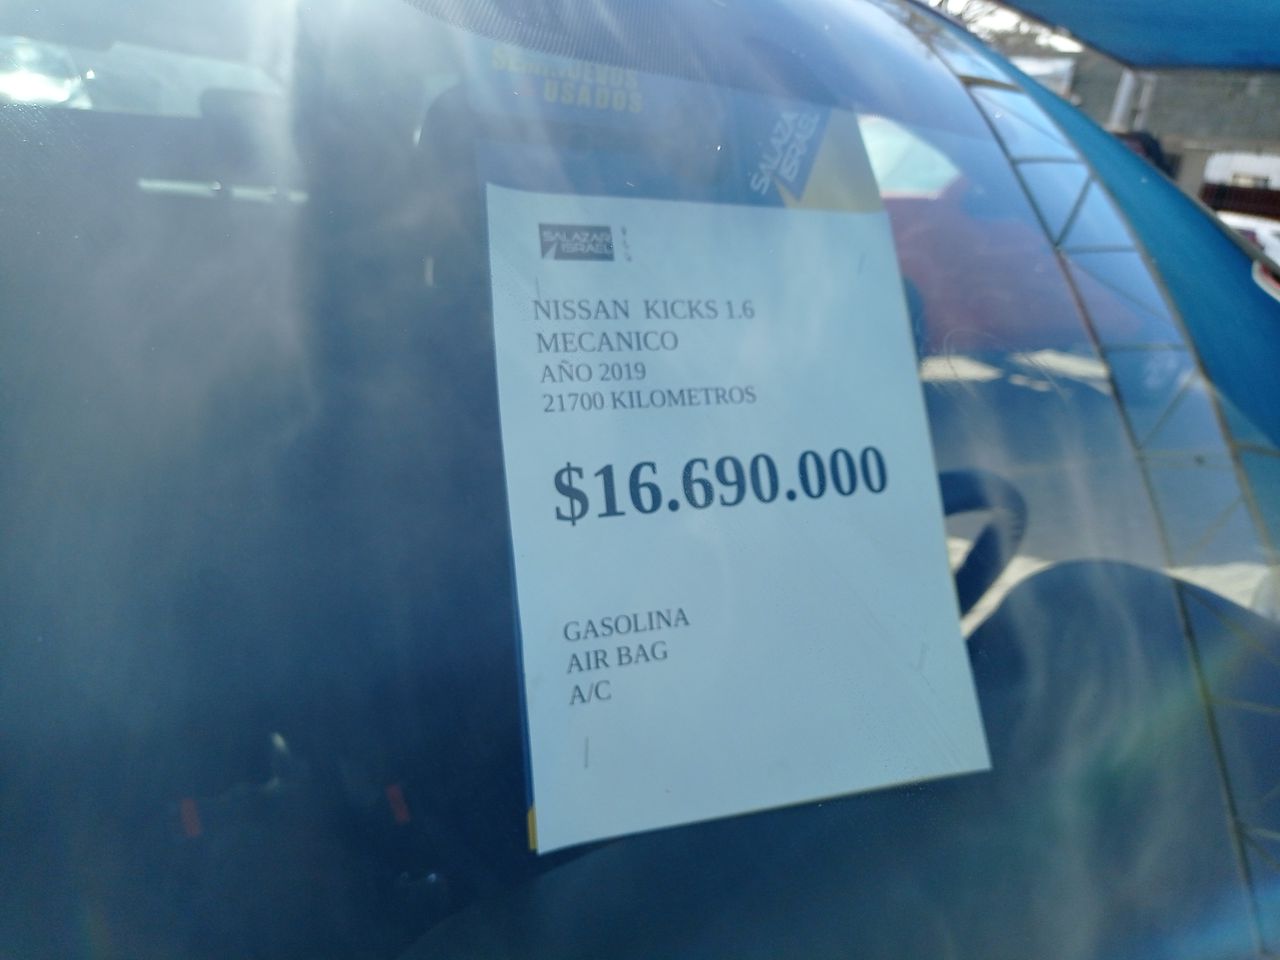 SEMINUEVOS
USADOS
SALAZAR
ISRAEL
SALAZAR
ISRAEL
NISSAN KICKS 1.6
MECANICO
AÑO 2019
21700 KILOMETROS
$16.690.000
GASOLINA
AIR BAG
A/C